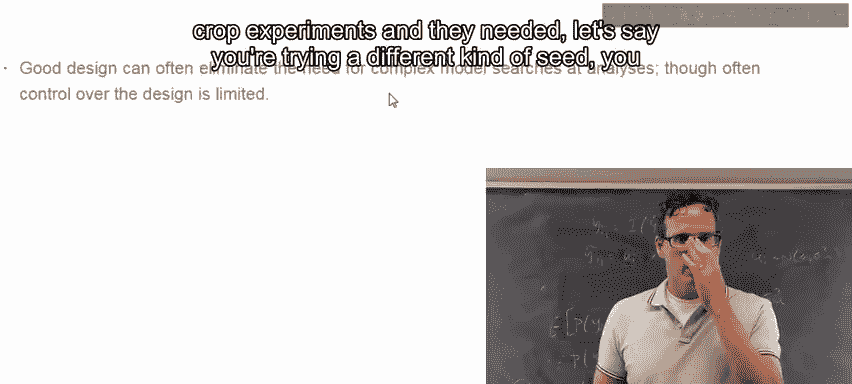 crop experiments and they needed, let's say
you're trying a different kind of seed, you
· Good design can often eliminate the need for complex model searches at analyses; though often
control over the design is limited.